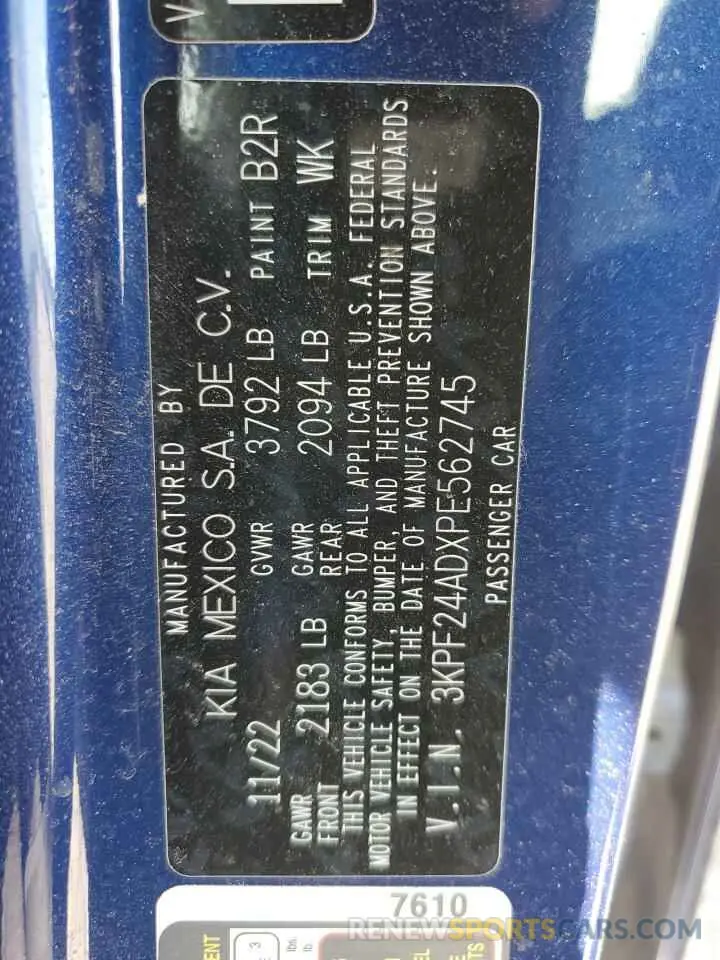 MANUFACTURED BY
KIA MEXICO S.A. DE C.V.
11/22 GVWR 3792 LB PAINT B2R
GAWR FRONT 2183 LB GAWR REAR 2094 LB TRIM WK
THIS VEHICLE CONFORMS TO ALL APPLICABLE U.S.A. FEDERAL
MOTOR VEHICLE SAFETY, BUMPER, AND THEFT PREVENTION STANDARDS
IN EFFECT ON THE DATE OF MANUFACTURE SHOWN ABOVE.
V.I.N. 3KPF24ADXPE562745
PASSENGER CAR
7610
RENEWSPORTSCARS.COM